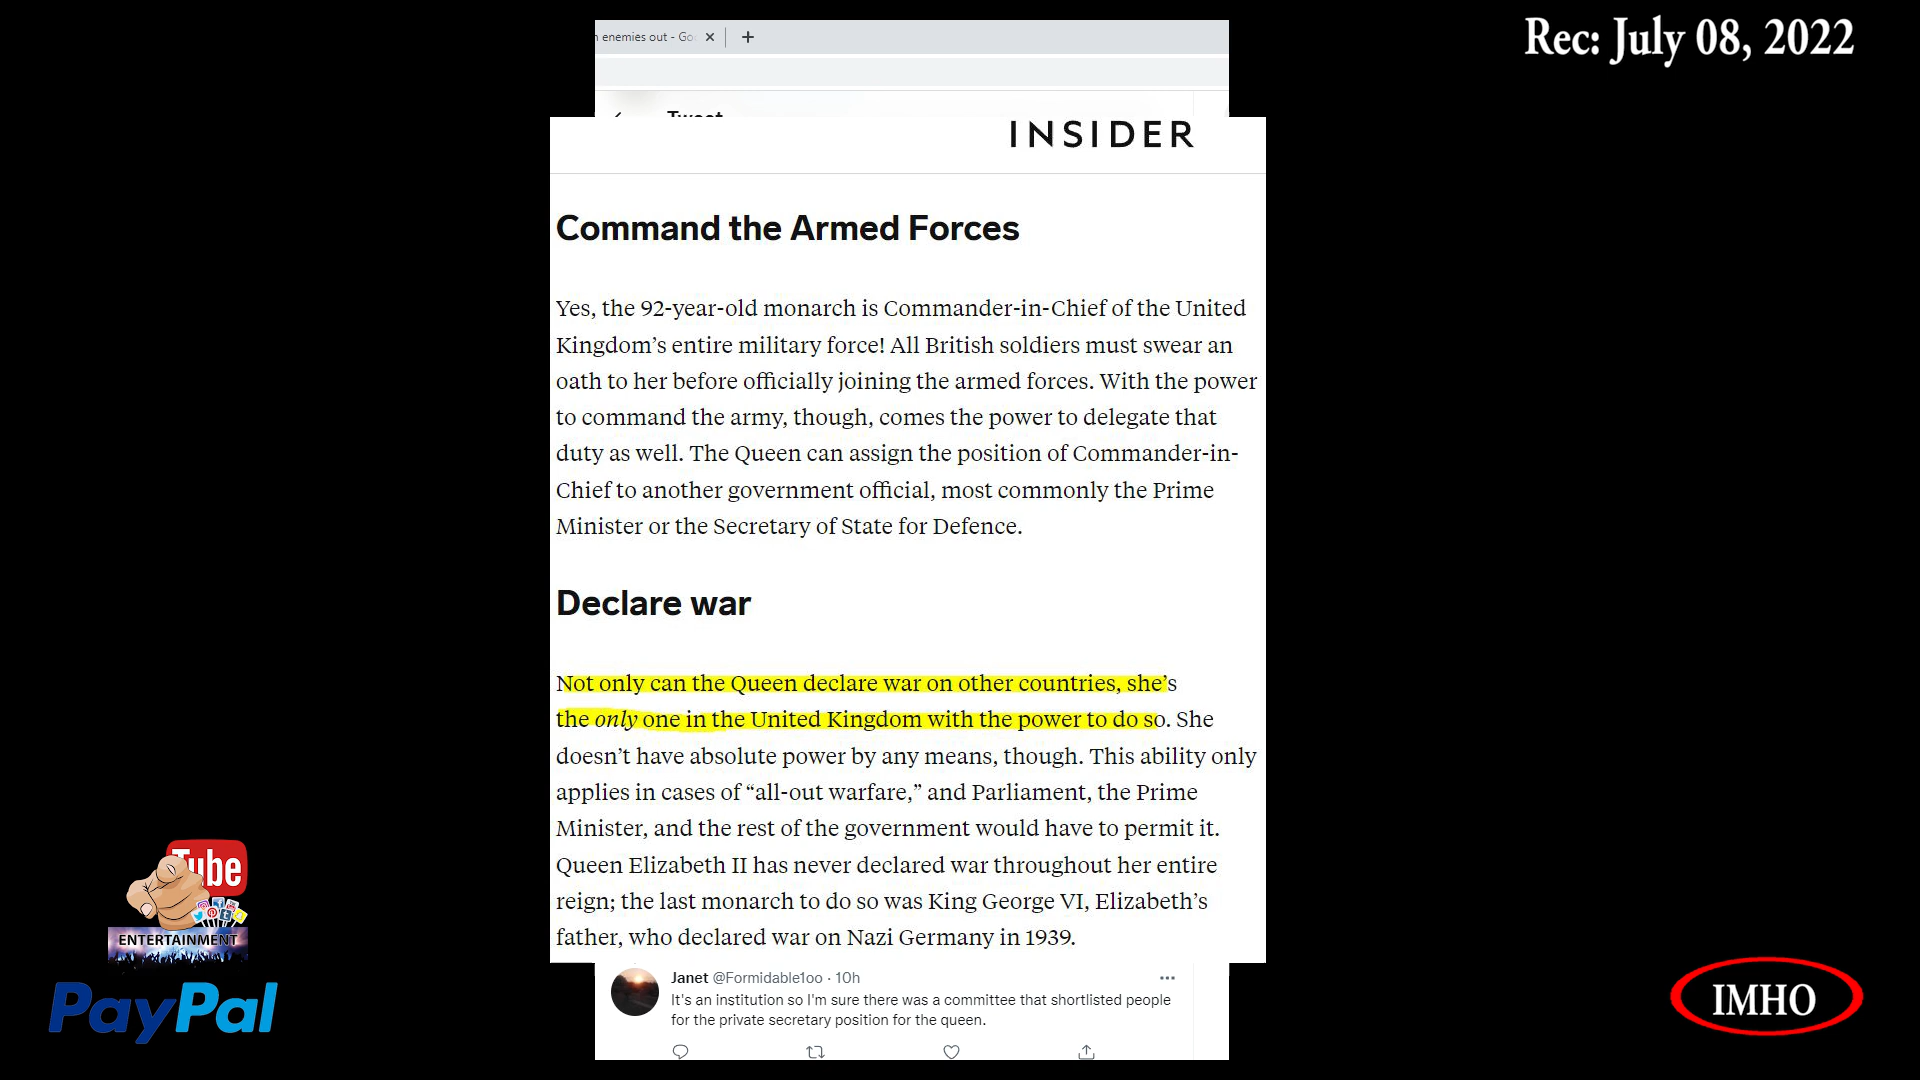 Rec: July 08, 2022
n enemies out - Go
Tweet
INSIDER
Command the Armed Forces
Yes, the 92-year-old monarch is Commander-in-Chief of the United
Kingdom’s entire military force! All British soldiers must swear an
oath to her before officially joining the armed forces. With the power
to command the army, though, comes the power to delegate that
duty as well. The Queen can assign the position of Commander-in-
Chief to another government official, most commonly the Prime
Minister or the Secretary of State for Defence.
Declare war
Not only can the Queen declare war on other countries, she’s
the only one in the United Kingdom with the power to do so. She
doesn’t have absolute power by any means, though. This ability only
applies in cases of “all-out warfare,” and Parliament, the Prime
Minister, and the rest of the government would have to permit it.
Queen Elizabeth II has never declared war throughout her entire
reign; the last monarch to do so was King George VI, Elizabeth’s
father, who declared war on Nazi Germany in 1939.
Janet @Formidable1oo · 10h
It's an institution so I'm sure there was a committee that shortlisted people
for the private secretary position for the queen.
Tube
ENTERTAINMENT
PayPal
IMHO